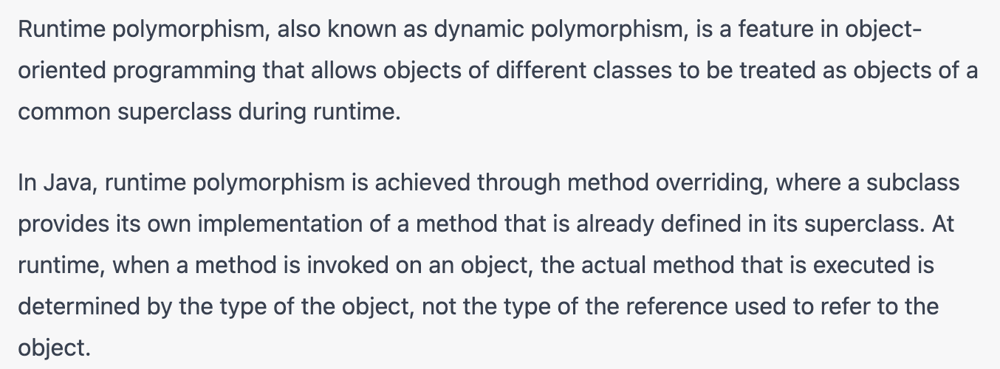 Runtime polymorphism, also known as dynamic polymorphism, is a feature in object-
oriented programming that allows objects of different classes to be treated as objects of a
common superclass during runtime.
In Java, runtime polymorphism is achieved through method overriding, where a subclass
provides its own implementation of a method that is already defined in its superclass. At
runtime, when a method is invoked on an object, the actual method that is executed is
determined by the type of the object, not the type of the reference used to refer to the
object.